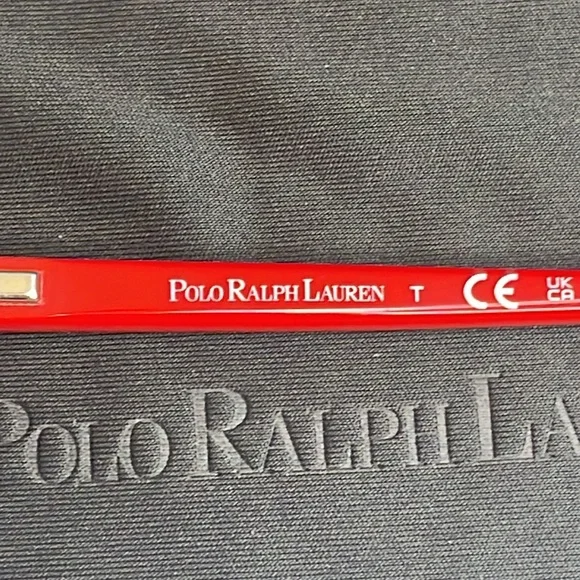 POLO RALPH LAUREN T CE UK CA
POLO RALPH LA